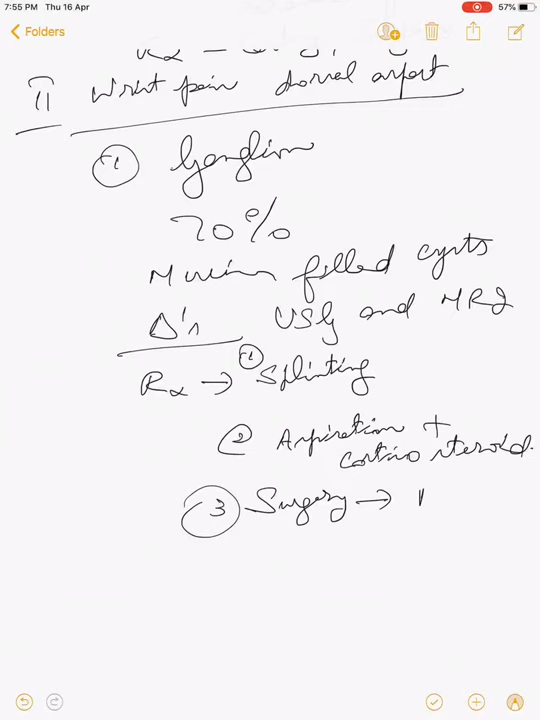 7:55 PM Thu 16 Apr 57%
Folders
Rx
II Wrist pain dorsal aspect
① Ganglion
70%
Mucin filled cysts
Δ's USG and MRI
Rx → ① Splinting
② Aspiration +
corticosteroid.
③ Surgery →